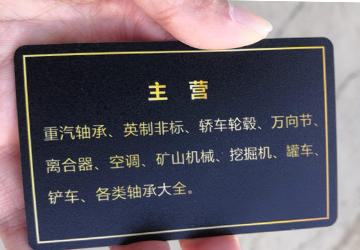 主 营
重汽轴承、英制非标、轿车轮毂、万向节、
离合器、空调、矿山机械、挖掘机、罐车、
铲车、各类轴承大全。